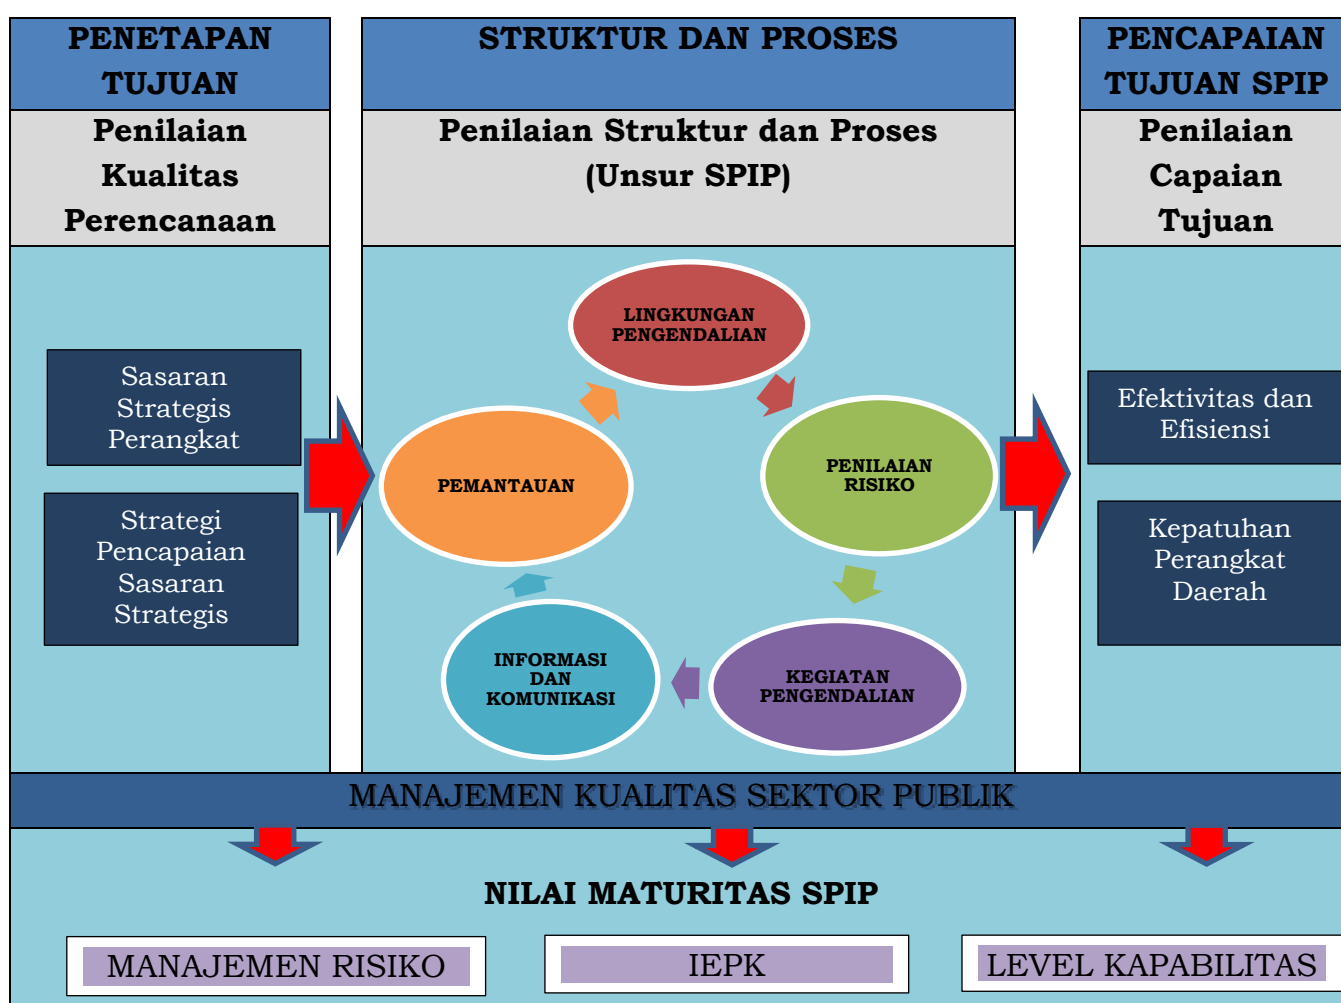 PENETAPAN
TUJUAN
Penilaian
Kualitas
Perencanaan
Sasaran
Strategis
Perangkat
Strategi
Pencapaian
Sasaran
Strategis
STRUKTUR DAN PROSES
Penilaian Struktur dan Proses
(Unsur SPIP)
LINGKUNGAN
PENGENDALIAN
PENILAIAN
RISIKO
KEGIATAN
PENGENDALIAN
INFORMASI
DAN
KOMUNIKASI
PEMANTAUAN
PENCAPAIAN
TUJUAN SPIP
Penilaian
Capaian
Tujuan
Efektivitas dan
Efisiensi
Kepatuhan
Perangkat
Daerah
MANAJEMEN KUALITAS SEKTOR PUBLIK
NILAI MATURITAS SPIP
MANAJEMEN RISIKO
IEPK
LEVEL KAPABILITAS